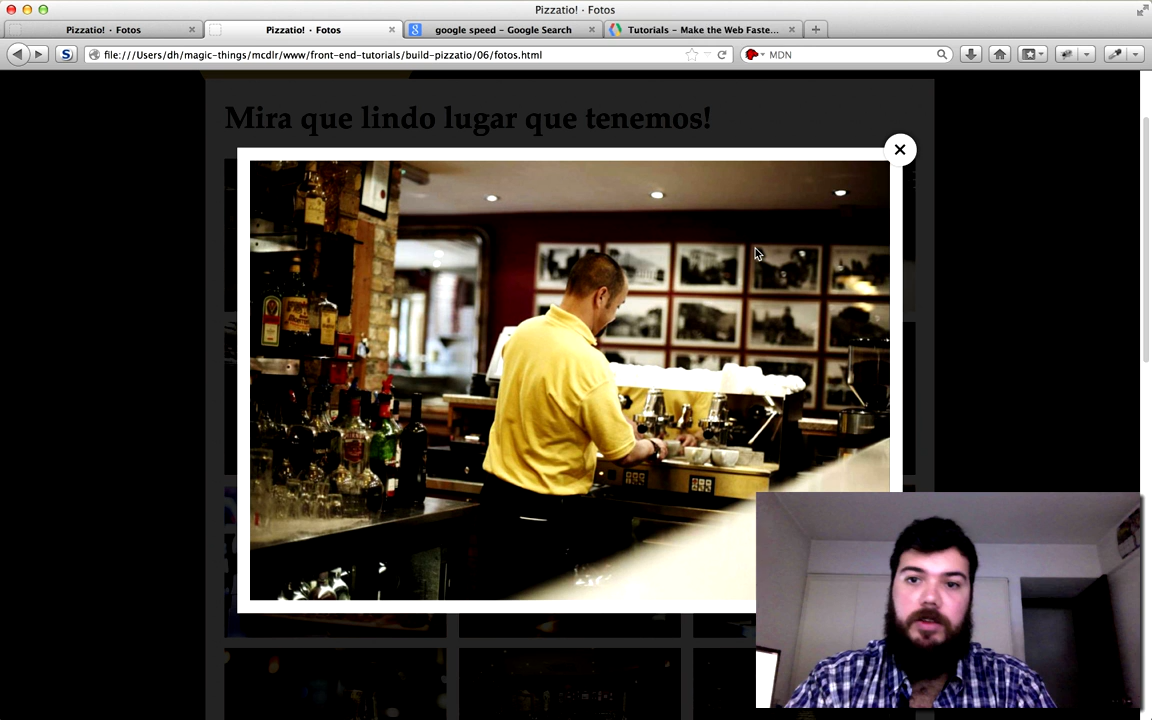 Pizzatio! · Fotos
Pizzatio! · Fotos
Pizzatio! · Fotos
google speed – Google Search
Tutorials – Make the Web Faste...
file:///Users/dh/magic-things/mcdlr/www/front-end-tutorials/build-pizzatio/06/fotos.html
MDN
Mira que lindo lugar que tenemos!